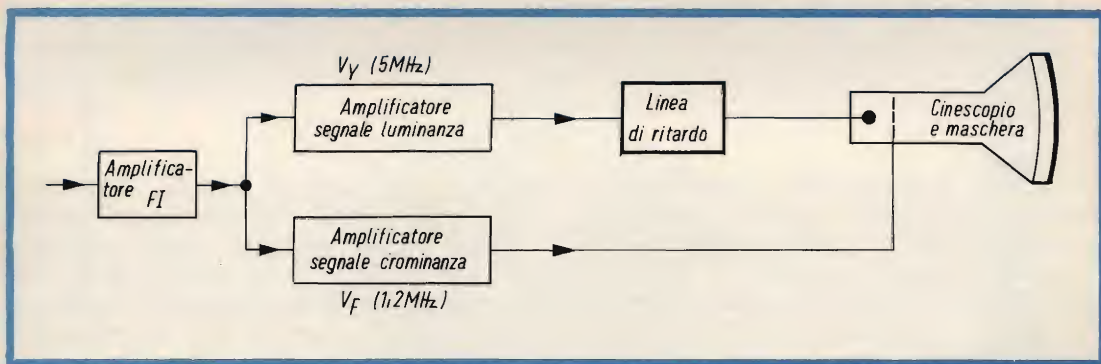 V_Y (5MHz)
Amplificatore
segnale luminanza
Linea
di ritardo
Cinescopio
e maschera
Amplifica-
tore FI
Amplificatore
segnale crominanza
V_F (1,2MHz)